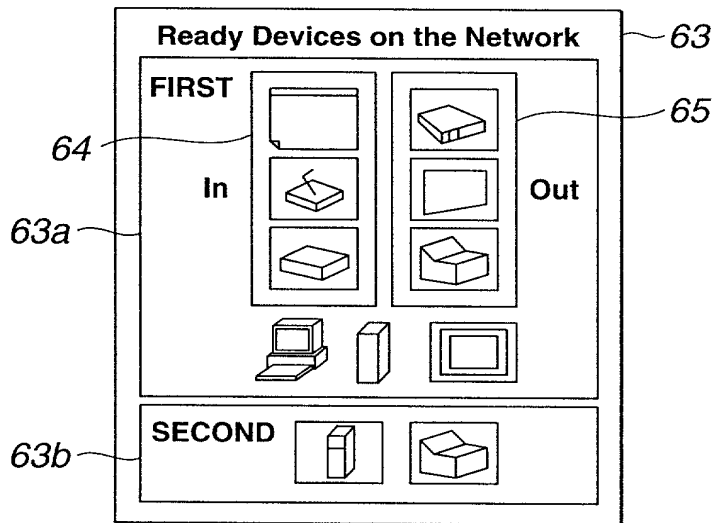 Ready Devices on the Network
63
FIRST
64
65
In
Out
63a
SECOND
63b